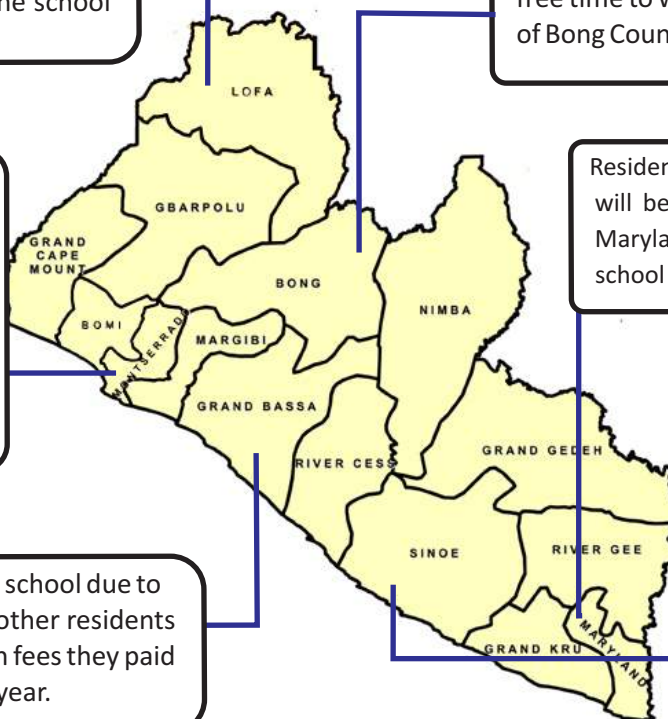 school
free time to
of Bong Coun
LOFA
Residen
will be
Maryla
school
GBARPOLU
GRAND
CAPE
MOUNT
BONG
NIMBA
BOMI
MONTSERRADO
MARGIBI
GRAND BASSA
GRAND GEDEH
RIVER CESS
SINOE
RIVER GEE
school due to
other residents
fees they paid
year.
MARYLAND
GRAND KRU